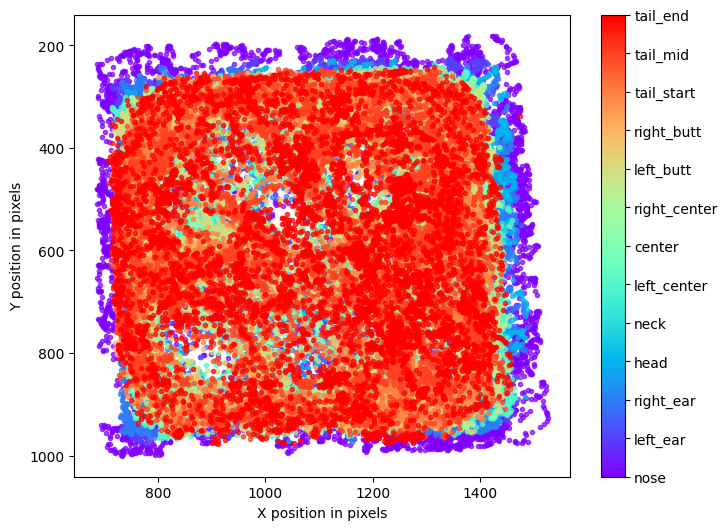 200
400
600
800
1000
Y position in pixels
800
1000
1200
1400
X position in pixels
tail_end
tail_mid
tail_start
right_butt
left_butt
right_center
center
left_center
neck
head
right_ear
left_ear
nose